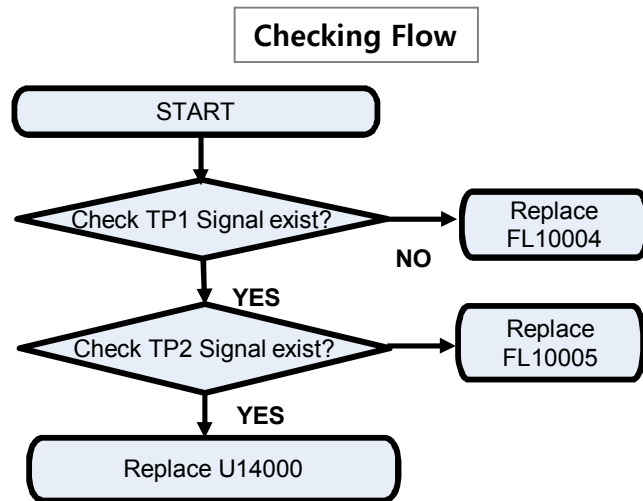 Checking Flow
START
Check TP1 Signal exist?
Replace
FL10004
NO
YES
Check TP2 Signal exist?
Replace
FL10005
YES
Replace U14000